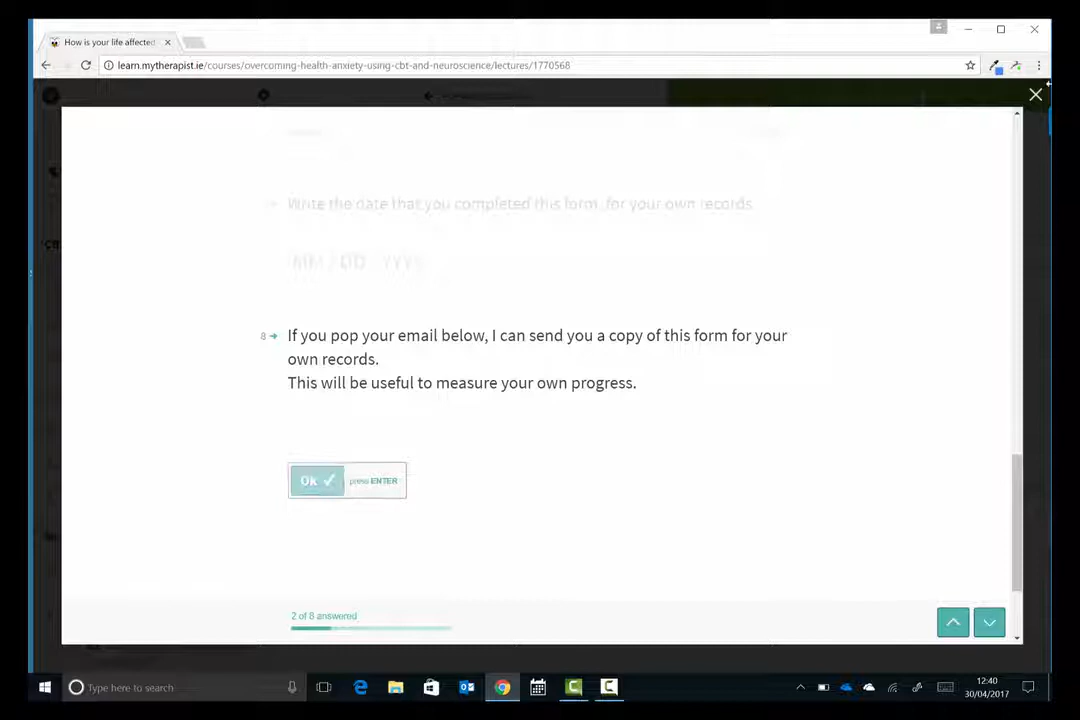 How is your life affected
learn.mytherapist.ie/courses/overcoming-health-anxiety-using-cbt-and-neuroscience/lectures/1770568
Write the date that you completed this form, for your own records.
MM / DD / YYYY
8 If you pop your email below, I can send you a copy of this form for your
own records.
This will be useful to measure your own progress.
Ok press ENTER
2 of 8 answered
Type here to search
12:40
30/04/2017